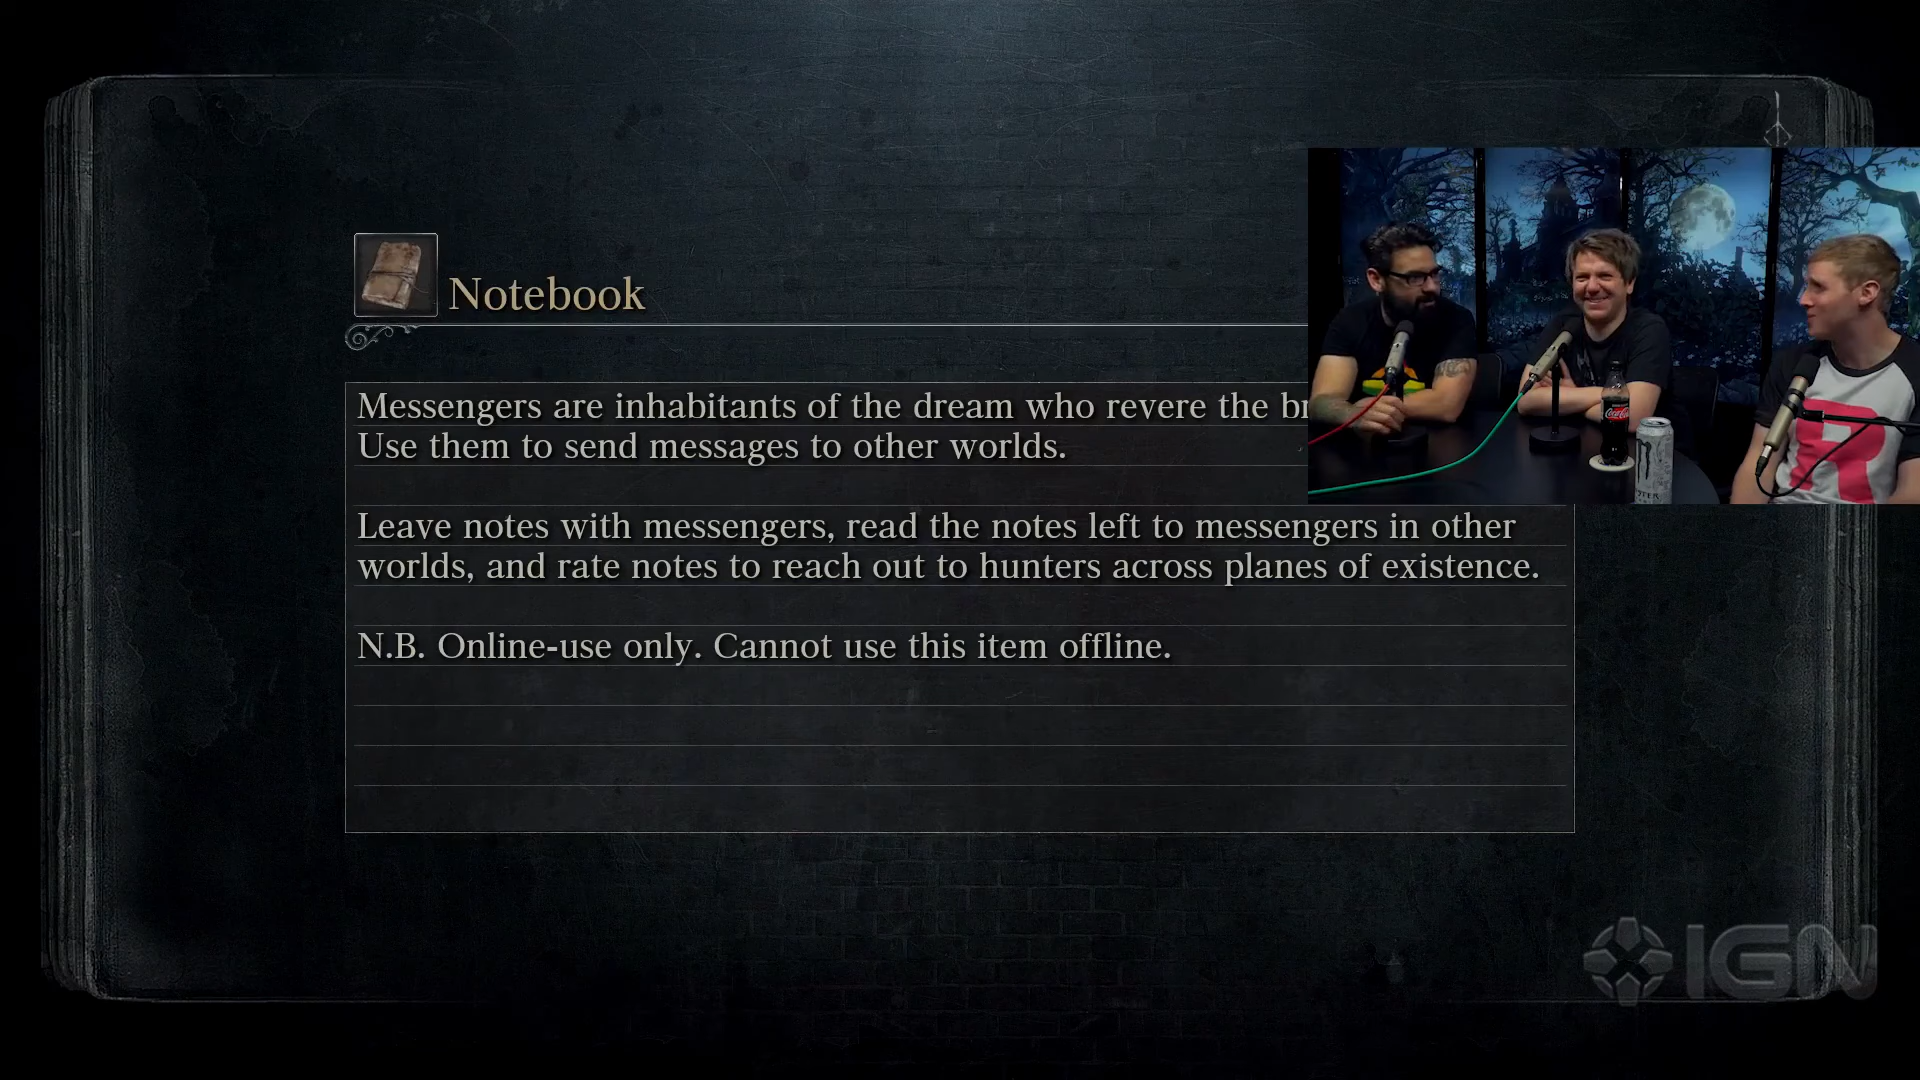 Notebook
Messengers are inhabitants of the dream who revere the
Use them to send messages to other worlds.
Leave notes with messengers, read the notes left to messengers in other
worlds, and rate notes to reach out to hunters across planes of existence.
N.B. Online-use only. Cannot use this item offline.
Coca-Cola
R
IGN